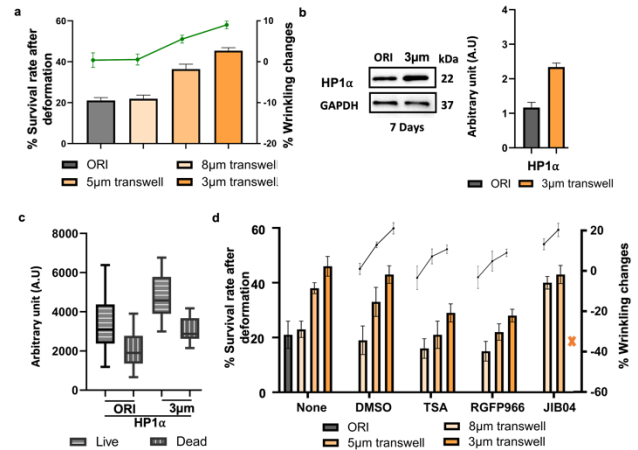 a
% Survival rate after
deformation
60
40
20
0
10
5
0
-5
-10
% Wrinkling changes
ORI
8μm transwell
5μm transwell
3μm transwell
b
ORI 3μm kDa
HP1α 22
GAPDH 37
7 Days
Arbitrary unit (A.U)
4
3
2
1
0
HP1α
ORI
3μm transwell
c
Arbitrary unit (A.U)
8000
6000
4000
2000
0
ORI 3μm
HP1α
Live Dead
d
% Survival rate after
deformation
60
40
20
0
20
0
-20
-40
-60
% Wrinkling changes
None DMSO TSA RGFP966 JIB04
ORI
8μm transwell
5μm transwell
3μm transwell